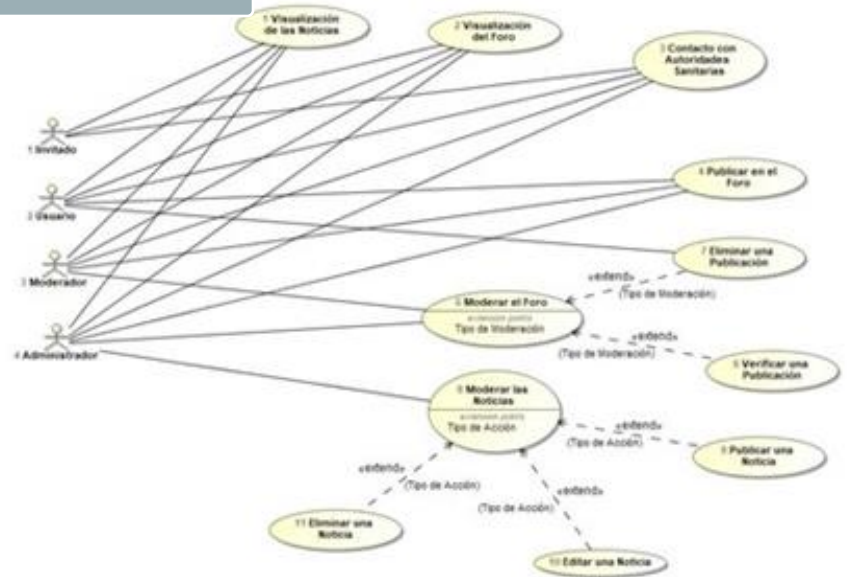 1 Visualización
de las Noticias
2 Visualización
del Foro
3 Contacto con
Autoridades
Sanitarias
1 Invitado
4 Publicar en el
Foro
2 Usuario
7 Eliminar una
Publicación
3 Moderador
«extend»
(Tipo de Moderación)
Moderar el Foro
extension points
Tipo de Moderación
«extend»
(Tipo de Moderación)
4 Administrador
Verificar una
Publicación
Moderar las
Noticias
extension points
Tipo de Acción
«extend»
(Tipo de Acción)
Publicar una
Noticia
«extend»
(Tipo de Acción)
«extend»
(Tipo de Acción)
11 Eliminar una
Noticia
10 Editar una Noticia